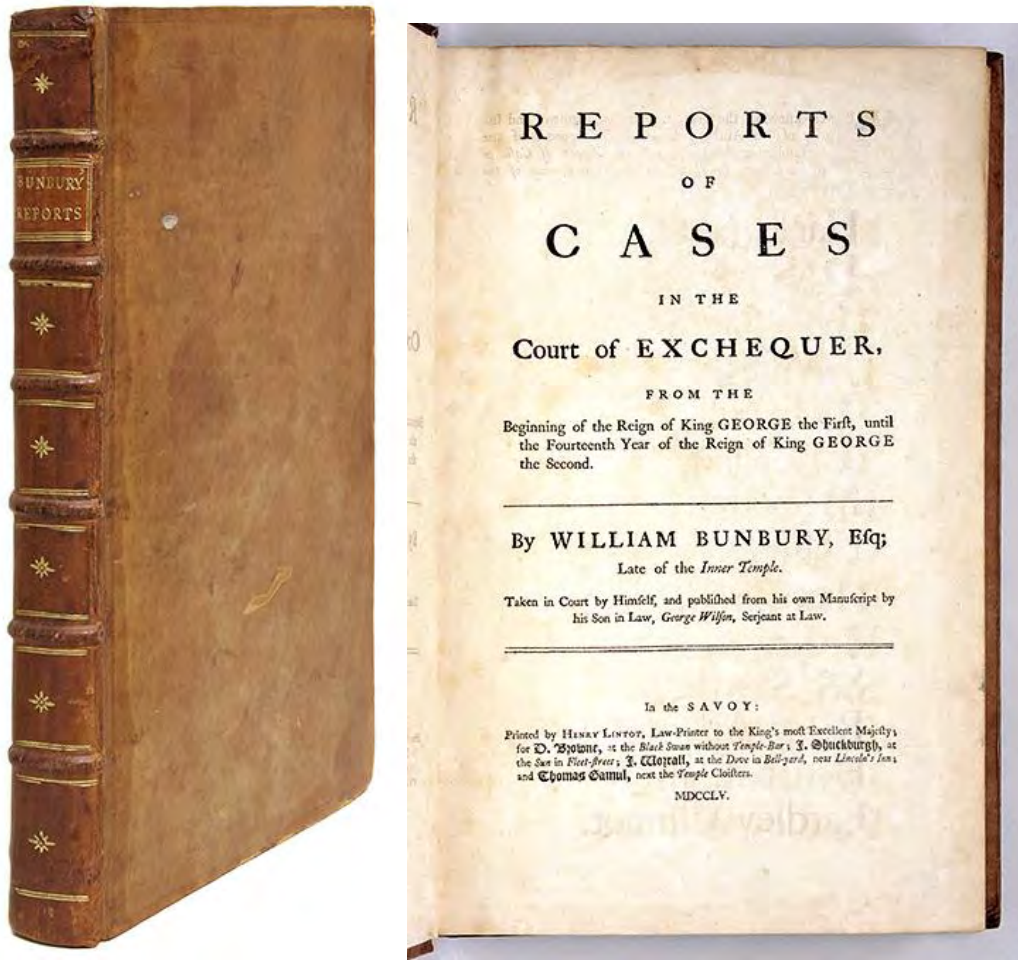 BUNBURY
REPORTS
REPORTS
OF
CASES
IN THE
Court of EXCHEQUER,
FROM THE
Beginning of the Reign of King GEORGE the Firſt, until
the Fourteenth Year of the Reign of King GEORGE
the Second.
By WILLIAM BUNBURY, Eſq;
Late of the Inner Temple.
Taken in Court by Himſelf, and publiſhed from his own Manuſcript by
his Son in Law, George Wilſon, Serjeant at Law.
In the SAVOY:
Printed by HENRY LINTOT, Law-Printer to the King's moſt Excellent Majeſty;
for D. Browne, at the Black Swan without Temple-Bar; J. Shuckburgh, at
the Sun in Fleet-ſtreet; J. Worrall, at the Dove in Bell-yard, near Lincoln's Inn;
and Thomas Gamul, next the Temple Cloiſters.
MDCCLV.